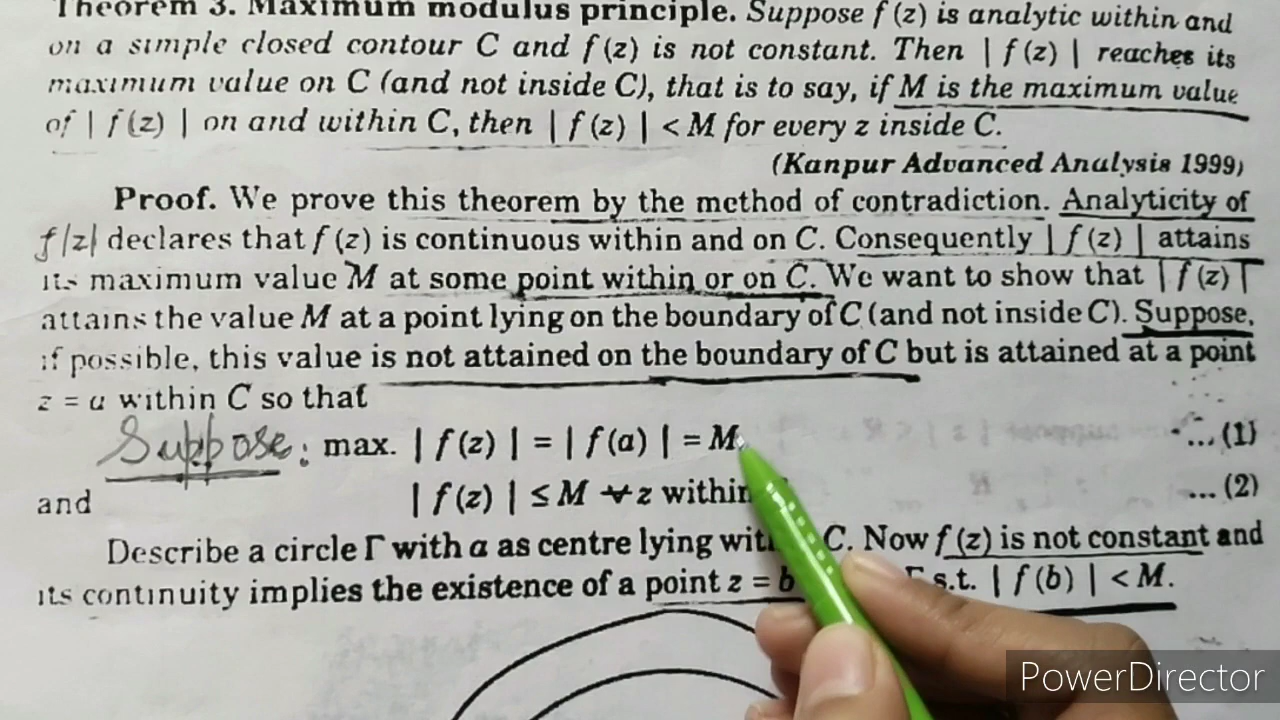 Theorem 3. Maximum modulus principle. Suppose f (z) is analytic within and
on a simple closed contour C and f(z) is not constant. Then | f(z) | reaches its
maximum value on C (and not inside C), that is to say, if M is the maximum value
of | f(z) | on and within C, then | f(z) | < M for every z inside C.
(Kanpur Advanced Analysis 1999)
Proof. We prove this theorem by the method of contradiction. Analyticity of
f|z| declares that f (z) is continuous within and on C. Consequently | f (z) | attains
its maximum value M at some point within or on C. We want to show that | f (z) |
attains the value M at a point lying on the boundary of C (and not inside C). Suppose,
if possible, this value is not attained on the boundary of C but is attained at a point
z = a within C so that
Suppose: max. | f (z) | = | f (a) | = M ... (1)
and | f (z) | ≤ M ∀ z within ... (2)
Describe a circle Γ with a as centre lying C. Now f (z) is not constant and
its continuity implies the existence of a point z = b s.t. | f (b) | < M.
PowerDirector